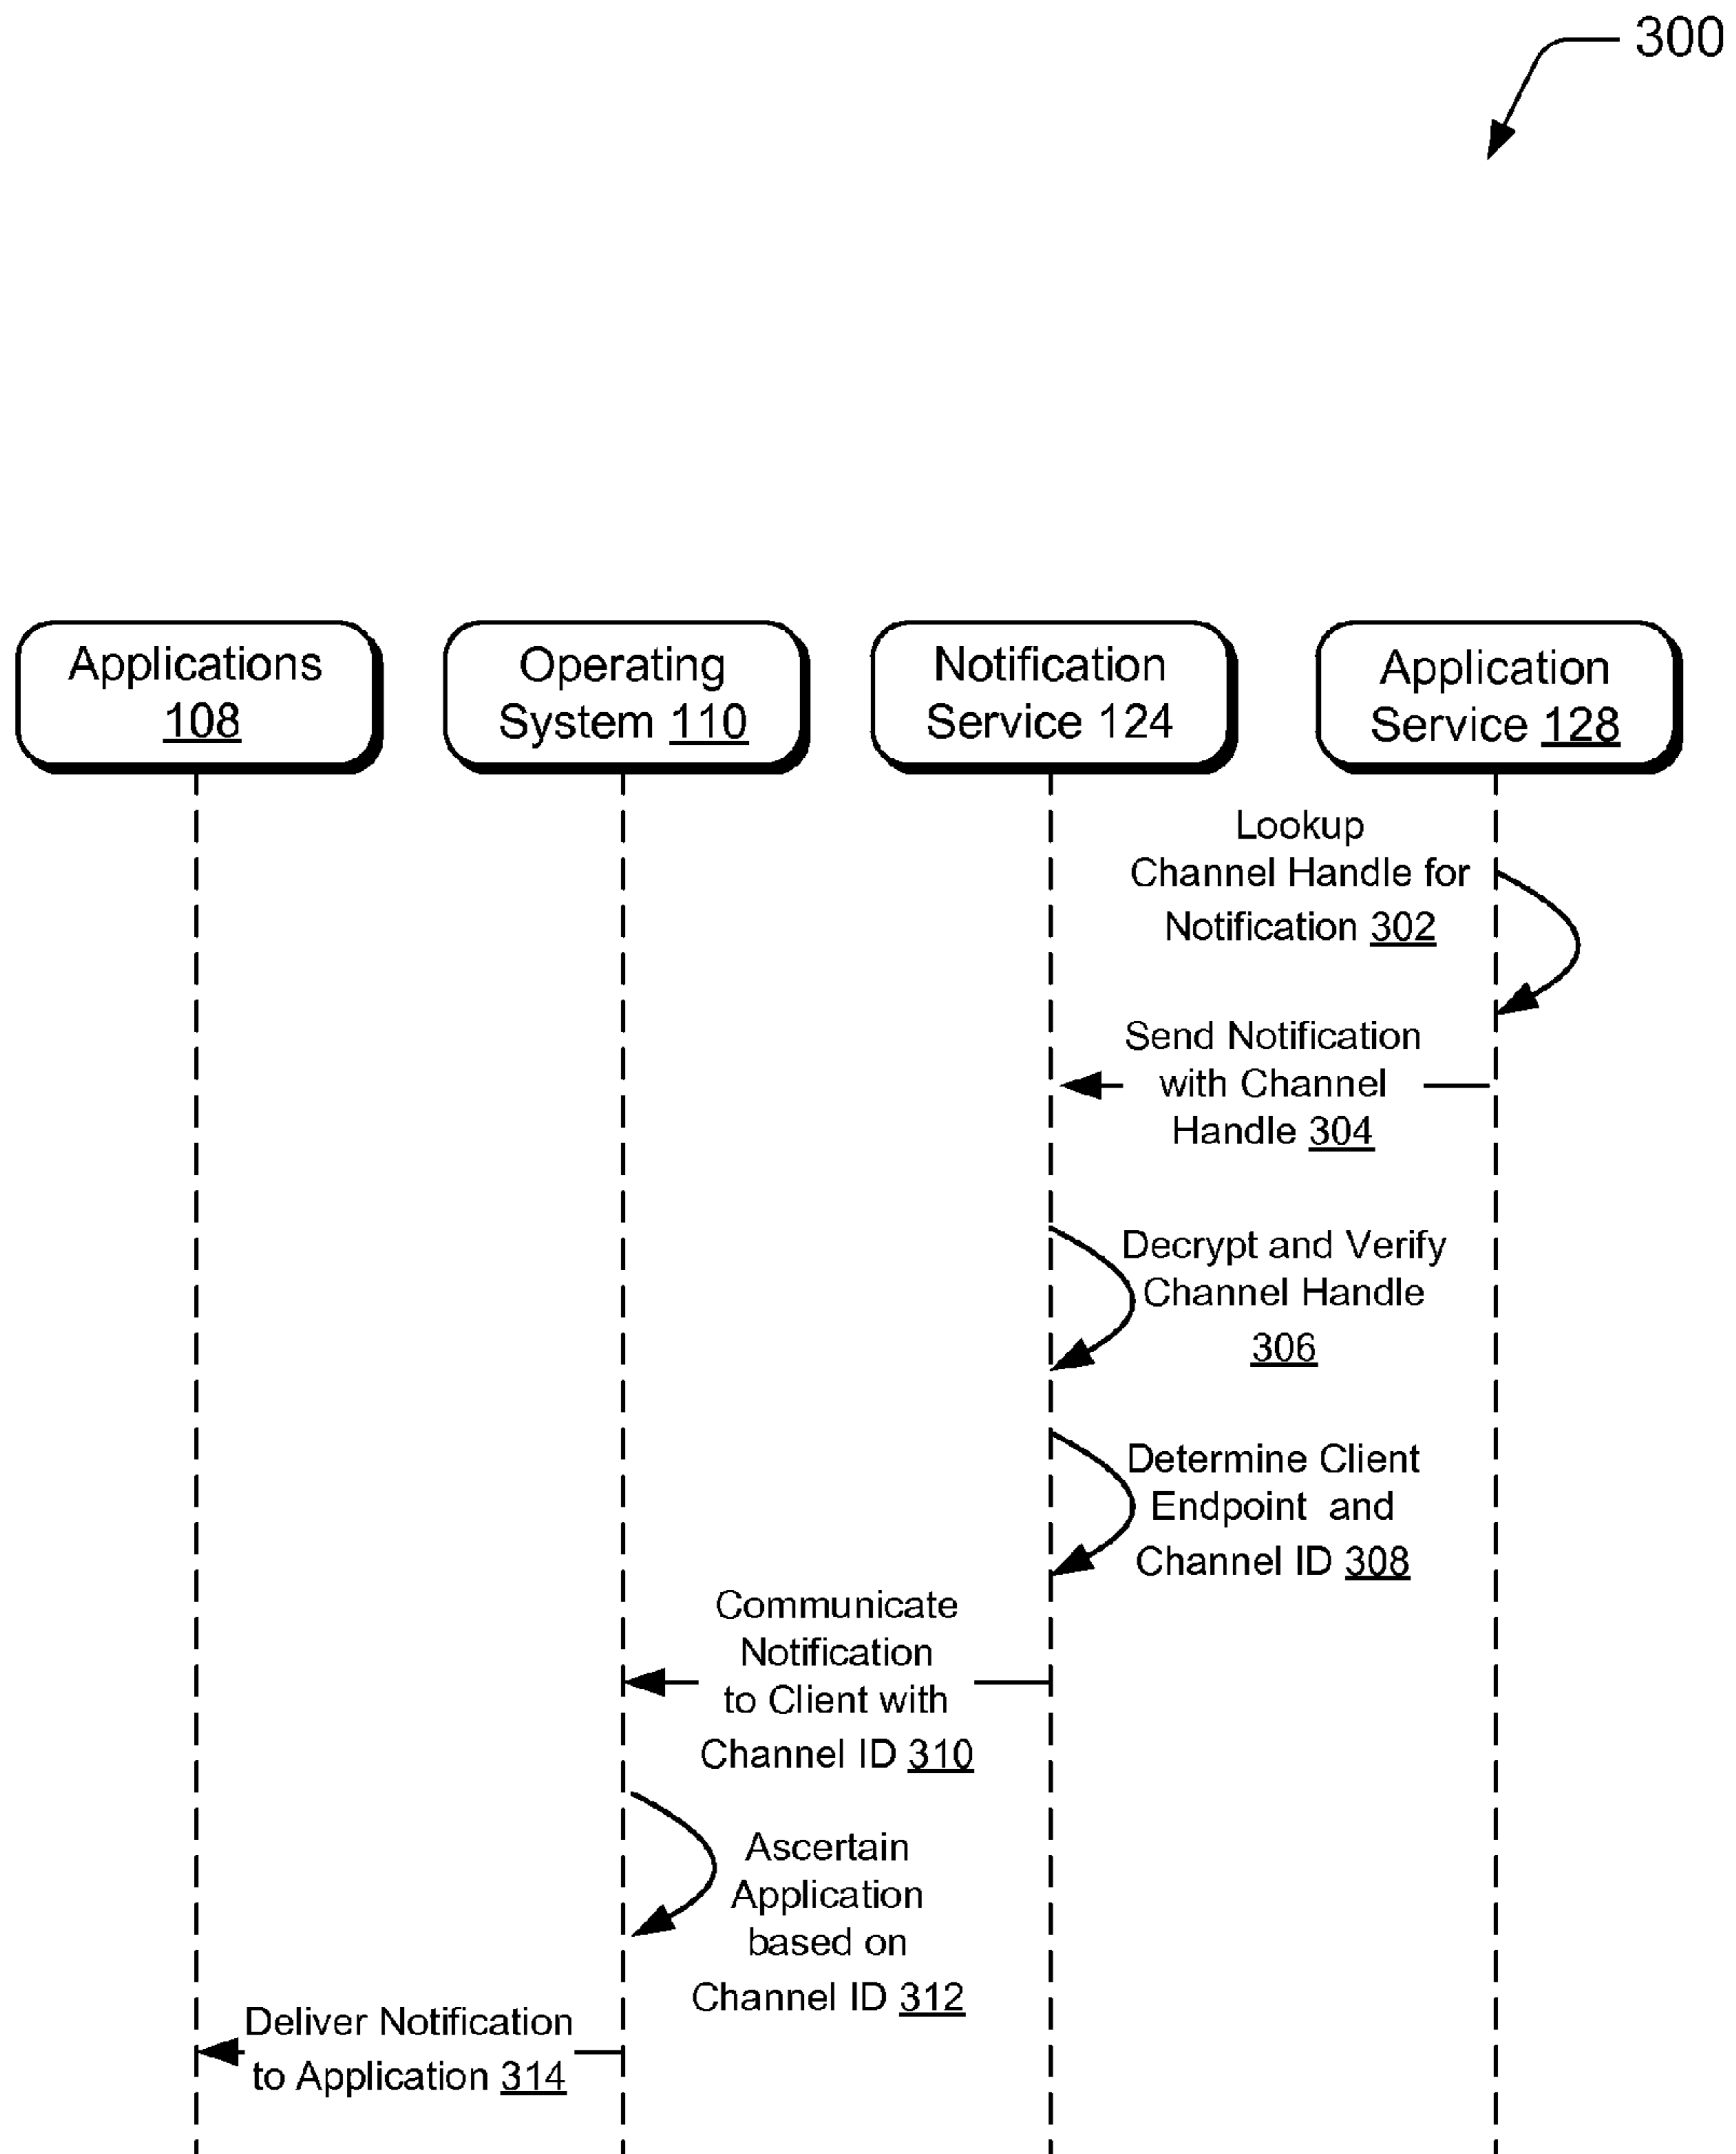 300
Applications
108
Operating
System 110
Notification
Service 124
Application
Service 128
Lookup
Channel Handle for
Notification 302
Send Notification
with Channel
Handle 304
Decrypt and Verify
Channel Handle
306
Determine Client
Endpoint and
Channel ID 308
Communicate
Notification
to Client with
Channel ID 310
Ascertain
Application
based on
Channel ID 312
Deliver Notification
to Application 314